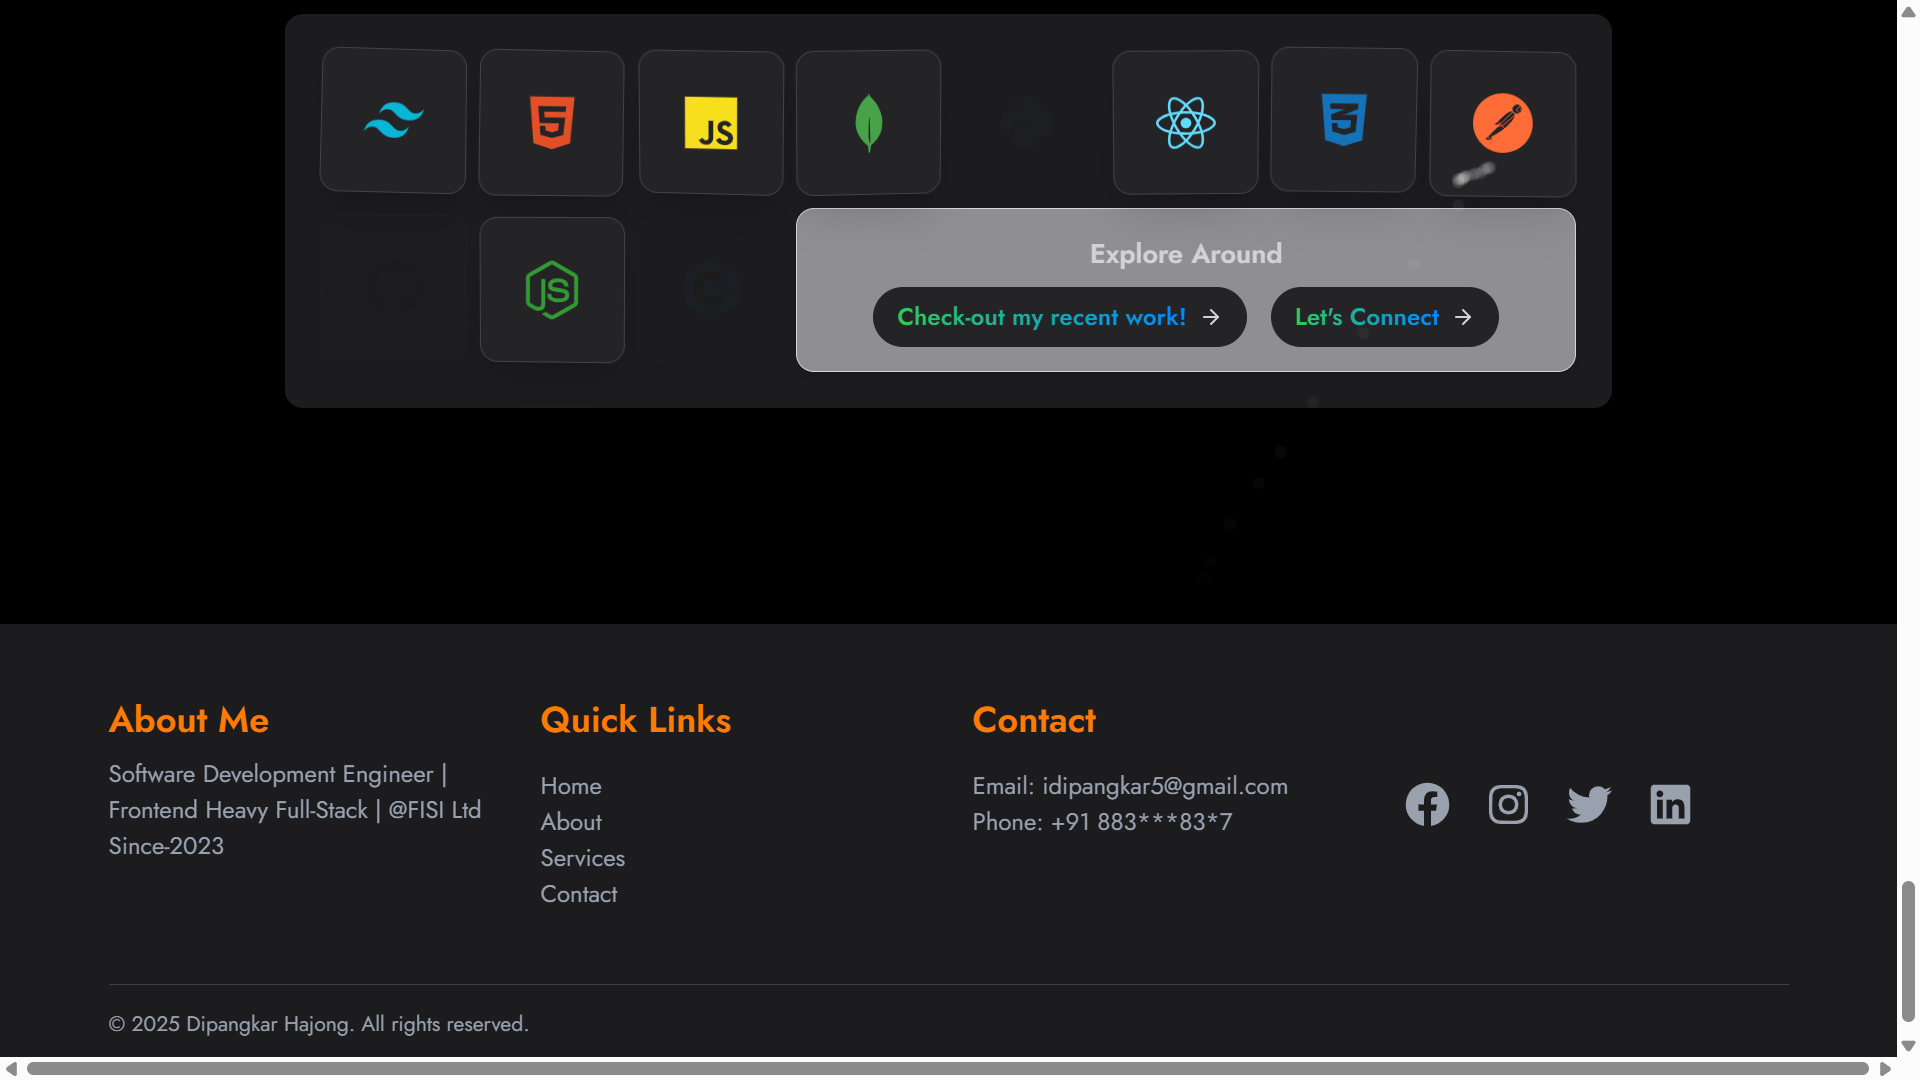 JS
JS
Explore Around
Check-out my recent work!
Let's Connect
About Me
Software Development Engineer |
Frontend Heavy Full-Stack | @FISI Ltd
Since-2023
Quick Links
Home
About
Services
Contact
Contact
Email: idipangkar5@gmail.com
Phone: +91 883***83*7
© 2025 Dipangkar Hajong. All rights reserved.